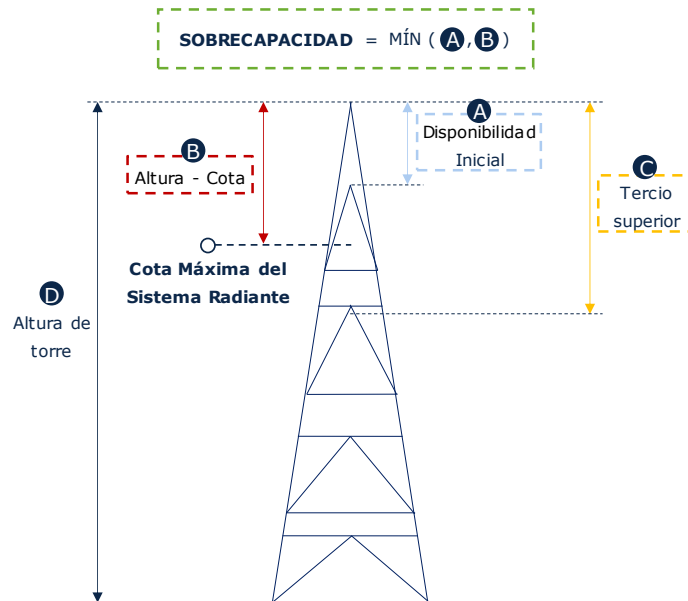 SOBRECAPACIDAD = MÍN ( A , B )
A
Disponibilidad
Inicial
B
Altura - Cota
C
Tercio
superior
Cota Máxima del
Sistema Radiante
D
Altura de
torre